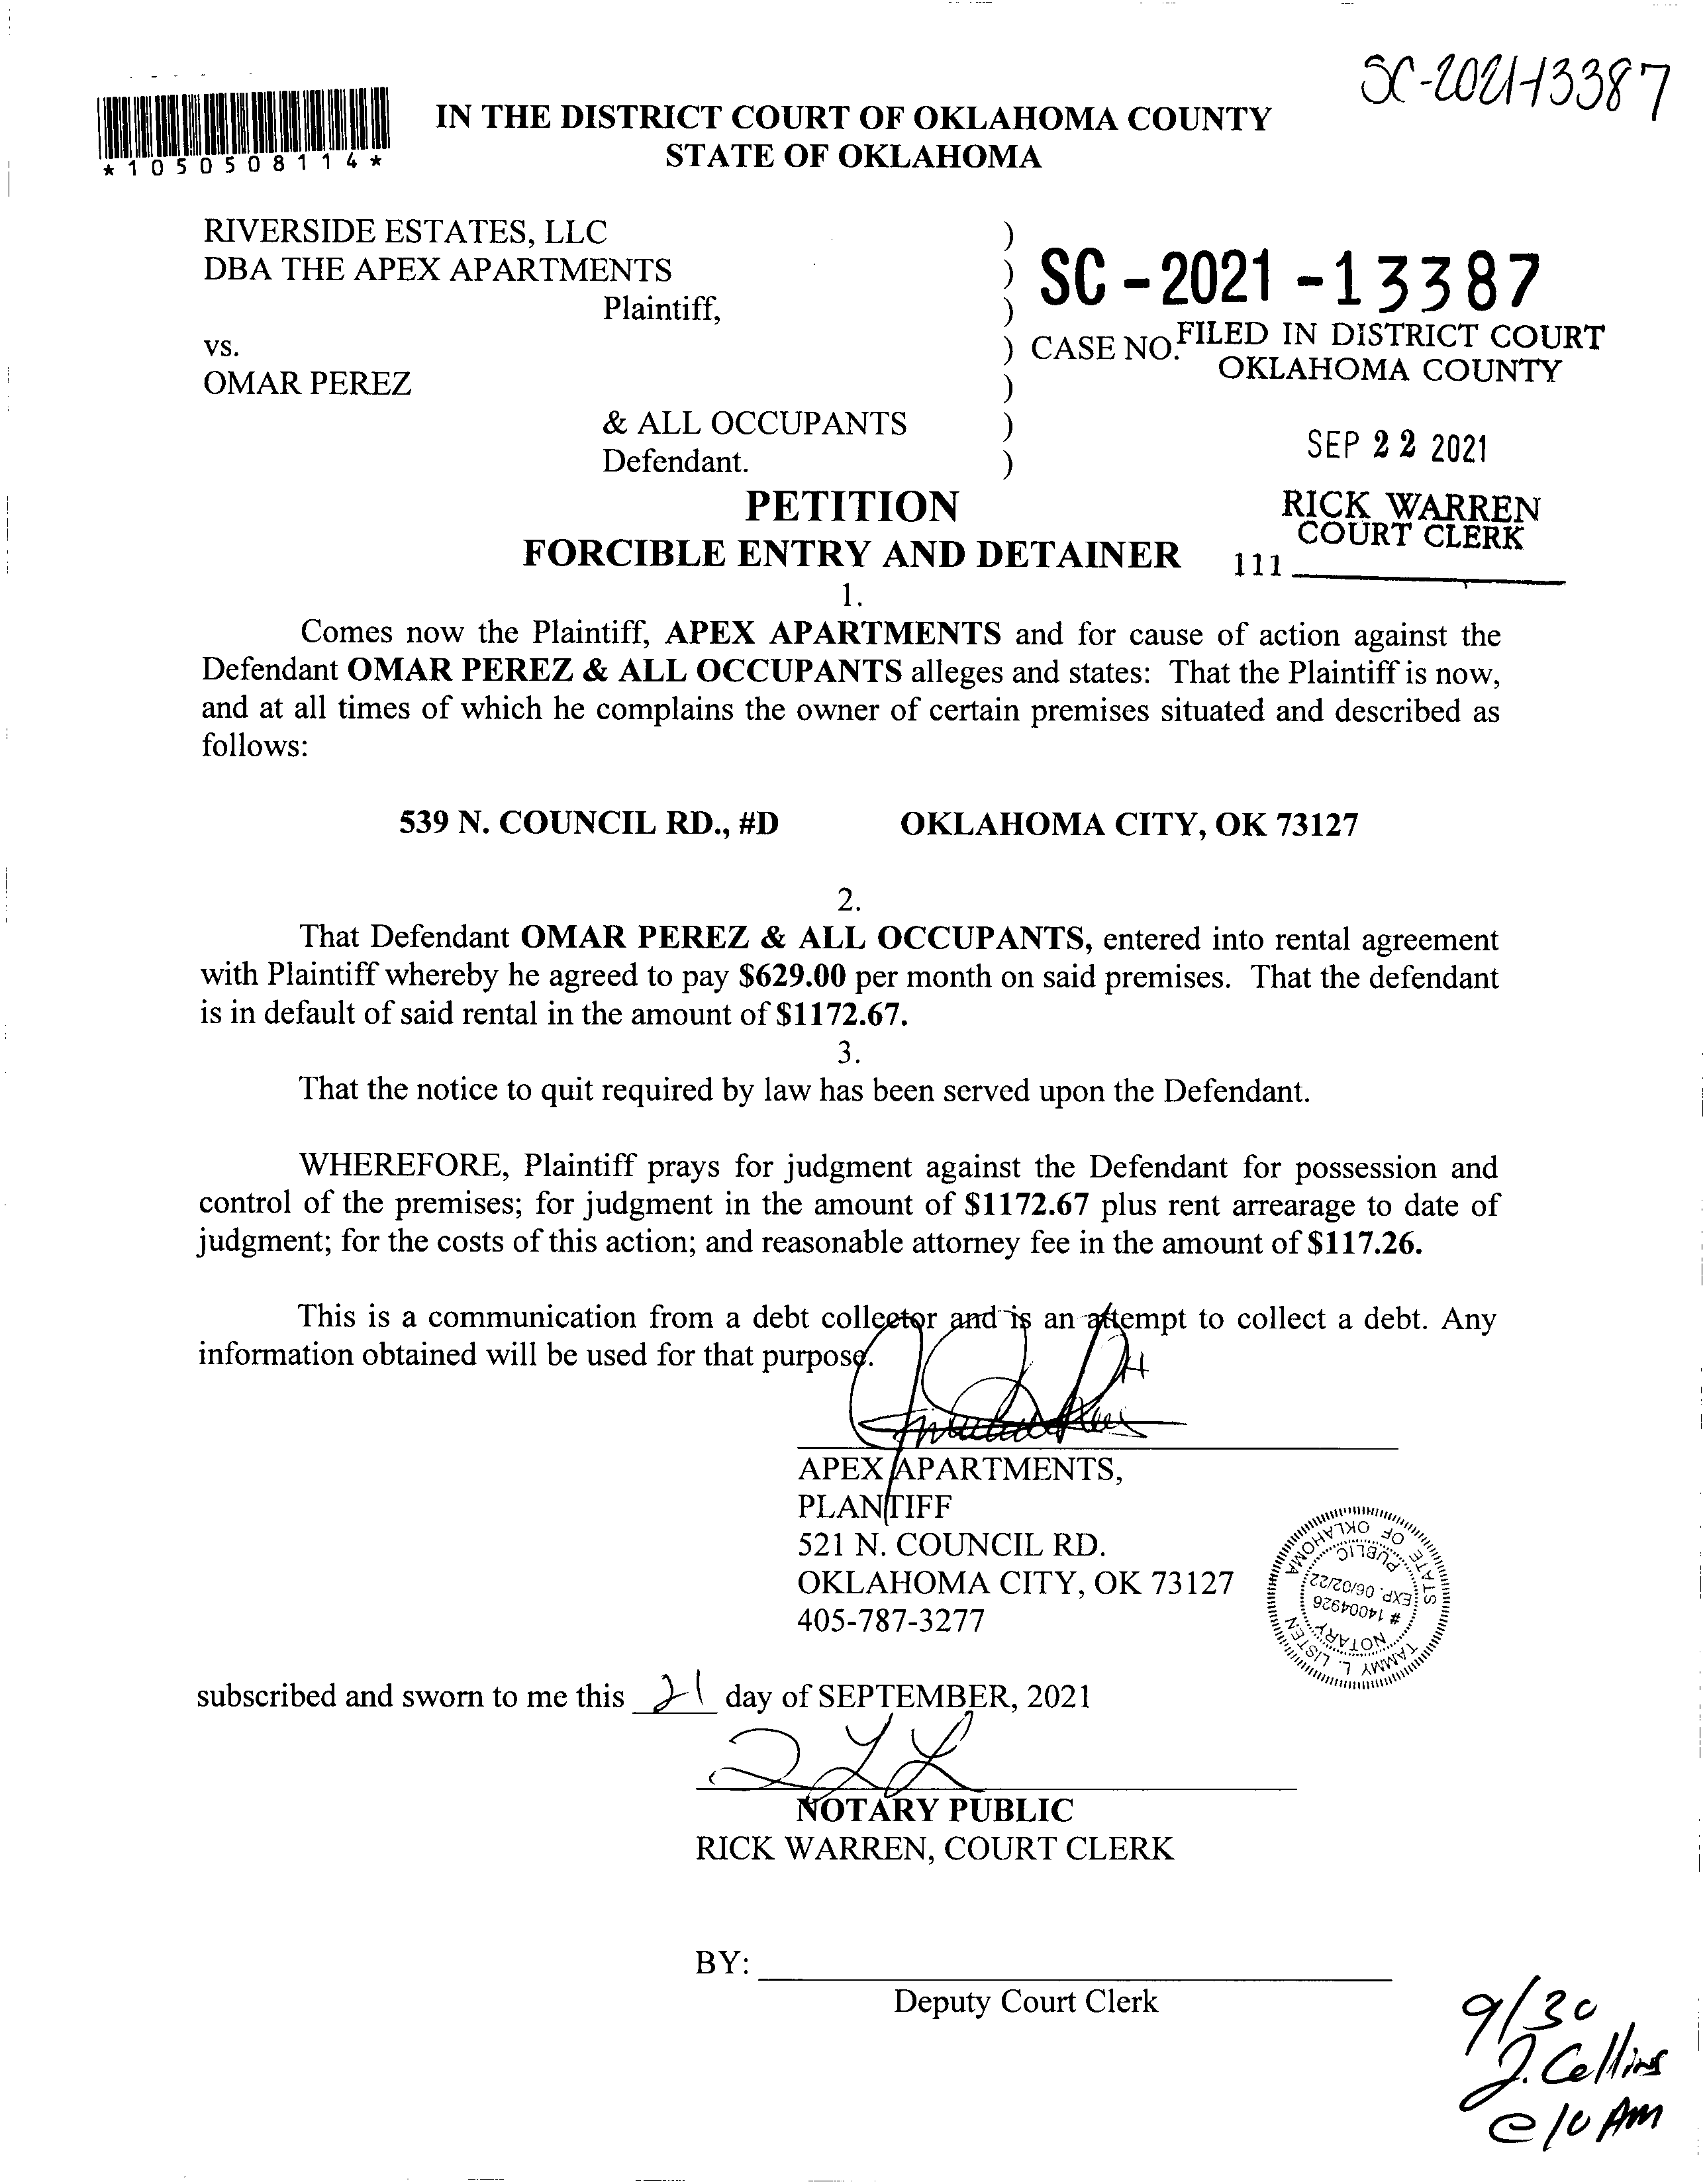 SC-2021-13387
*1050508114*
IN THE DISTRICT COURT OF OKLAHOMA COUNTY
STATE OF OKLAHOMA
RIVERSIDE ESTATES, LLC )
DBA THE APEX APARTMENTS ) SC-2021-13387
Plaintiff, )
vs. ) CASE NO. FILED IN DISTRICT COURT
OKLAHOMA COUNTY
OMAR PEREZ )
& ALL OCCUPANTS )
SEP 22 2021
Defendant. )
PETITION
RICK WARREN
COURT CLERK
FORCIBLE ENTRY AND DETAINER
111
1.
Comes now the Plaintiff, APEX APARTMENTS and for cause of action against the
Defendant OMAR PEREZ & ALL OCCUPANTS alleges and states: That the Plaintiff is now,
and at all times of which he complains the owner of certain premises situated and described as
follows:
539 N. COUNCIL RD., #D OKLAHOMA CITY, OK 73127
2.
That Defendant OMAR PEREZ & ALL OCCUPANTS, entered into rental agreement
with Plaintiff whereby he agreed to pay $629.00 per month on said premises. That the defendant
is in default of said rental in the amount of $1172.67.
3.
That the notice to quit required by law has been served upon the Defendant.
WHEREFORE, Plaintiff prays for judgment against the Defendant for possession and
control of the premises; for judgment in the amount of $1172.67 plus rent arrearage to date of
judgment; for the costs of this action; and reasonable attorney fee in the amount of $117.26.
This is a communication from a debt collector and is an attempt to collect a debt. Any
information obtained will be used for that purpose.
APEX APARTMENTS,
PLANTIFF
521 N. COUNCIL RD.
OKLAHOMA CITY, OK 73127
405-787-3277
TAMMY L. LISTEN
STATE OF OKLAHOMA
NOTARY
# 14004926
EXP. 06/02/22
PUBLIC
subscribed and sworn to me this 21 day of SEPTEMBER, 2021
NOTARY PUBLIC
RICK WARREN, COURT CLERK
BY:
Deputy Court Clerk
9/30
J. Collins
@ 10 AM